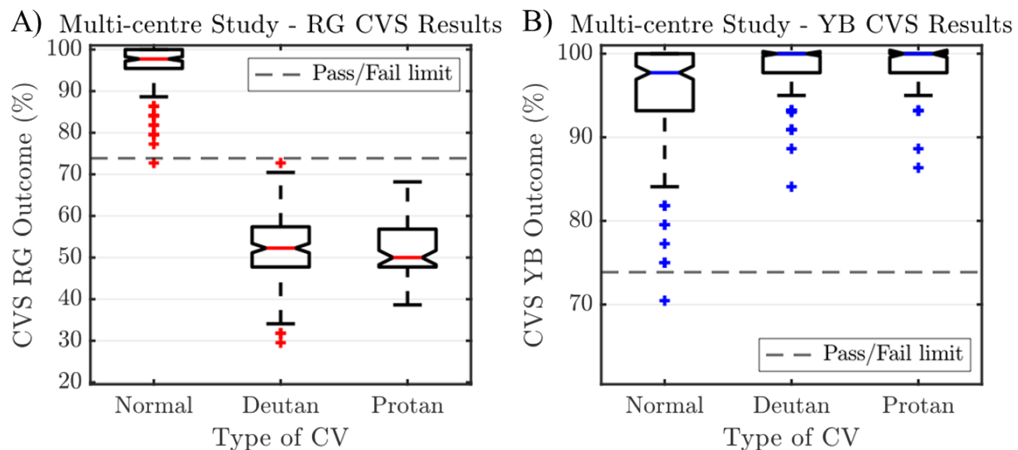 A) Multi-centre Study - RG CVS Results
Pass/Fail limit
CVS RG Outcome (%)
100
90
80
70
60
50
40
30
20
Normal Deutan Protan
Type of CV
B) Multi-centre Study - YB CVS Results
CVS YB Outcome (%)
100
90
80
70
Pass/Fail limit
Normal Deutan Protan
Type of CV